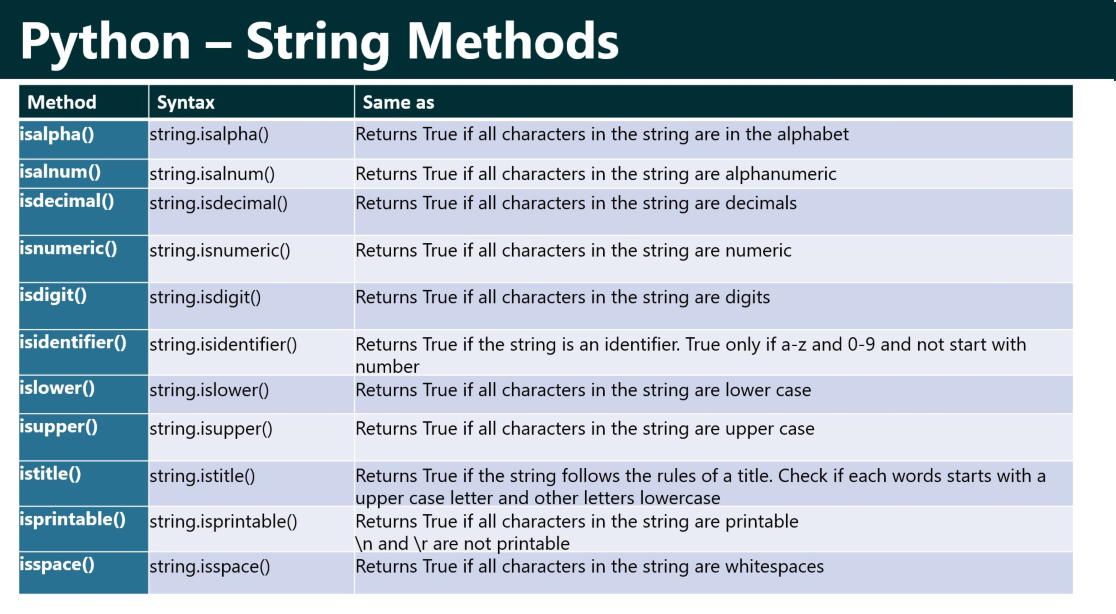 Python – String Methods
Method Syntax Same as
isalpha() string.isalpha() Returns True if all characters in the string are in the alphabet
isalnum() string.isalnum() Returns True if all characters in the string are alphanumeric
isdecimal() string.isdecimal() Returns True if all characters in the string are decimals
isnumeric() string.isnumeric() Returns True if all characters in the string are numeric
isdigit() string.isdigit() Returns True if all characters in the string are digits
isidentifier() string.isidentifier() Returns True if the string is an identifier. True only if a-z and 0-9 and not start with
number
islower() string.islower() Returns True if all characters in the string are lower case
isupper() string.isupper() Returns True if all characters in the string are upper case
istitle() string.istitle() Returns True if the string follows the rules of a title. Check if each words starts with a
upper case letter and other letters lowercase
isprintable() string.isprintable() Returns True if all characters in the string are printable
\n and \r are not printable
isspace() string.isspace() Returns True if all characters in the string are whitespaces